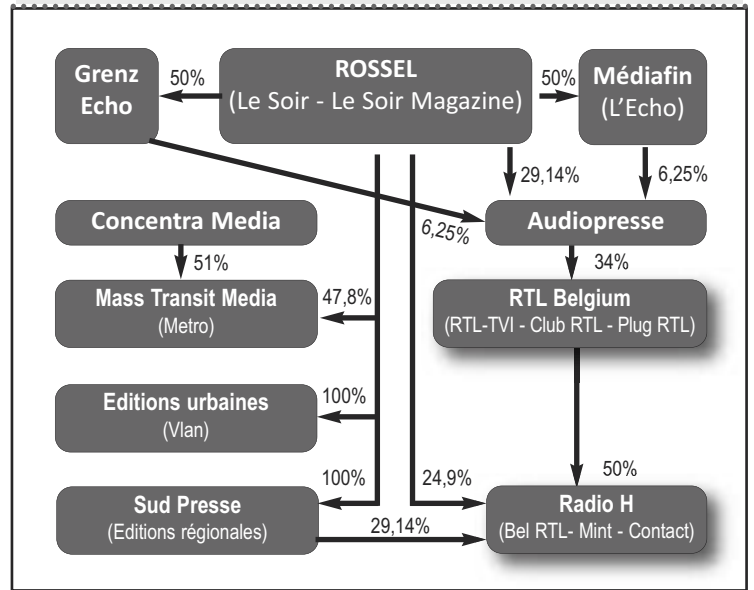 Grenz
Echo
50%
ROSSEL
(Le Soir - Le Soir Magazine)
50%
Médiafin
(L’Echo)
29,14%
6,25%
Concentra Media
6,25%
Audiopresse
51%
34%
Mass Transit Media
(Metro)
47,8%
RTL Belgium
(RTL-TVI - Club RTL - Plug RTL)
Editions urbaines
(Vlan)
100%
Sud Presse
(Editions régionales)
100%
24,9%
50%
29,14%
Radio H
(Bel RTL- Mint - Contact)